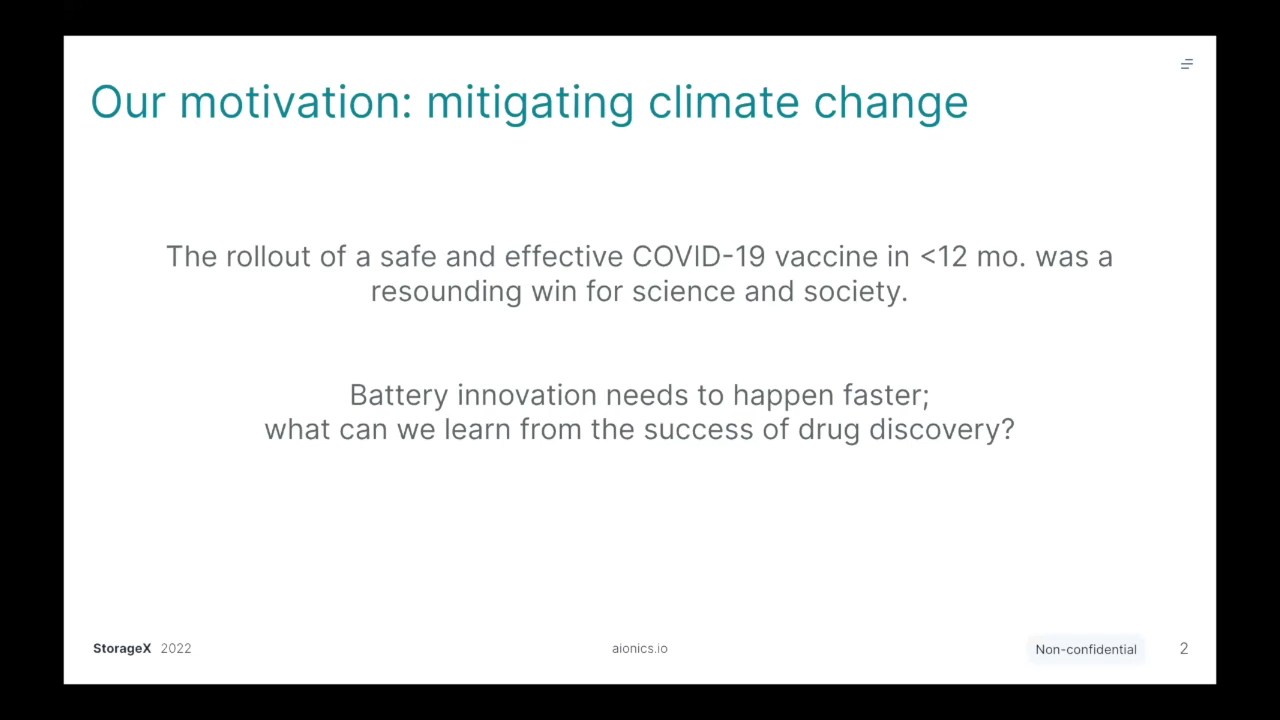 Our motivation: mitigating climate change
The rollout of a safe and effective COVID-19 vaccine in <12 mo. was a
resounding win for science and society.
Battery innovation needs to happen faster;
what can we learn from the success of drug discovery?
StorageX 2022
aionics.io
Non-confidential
2